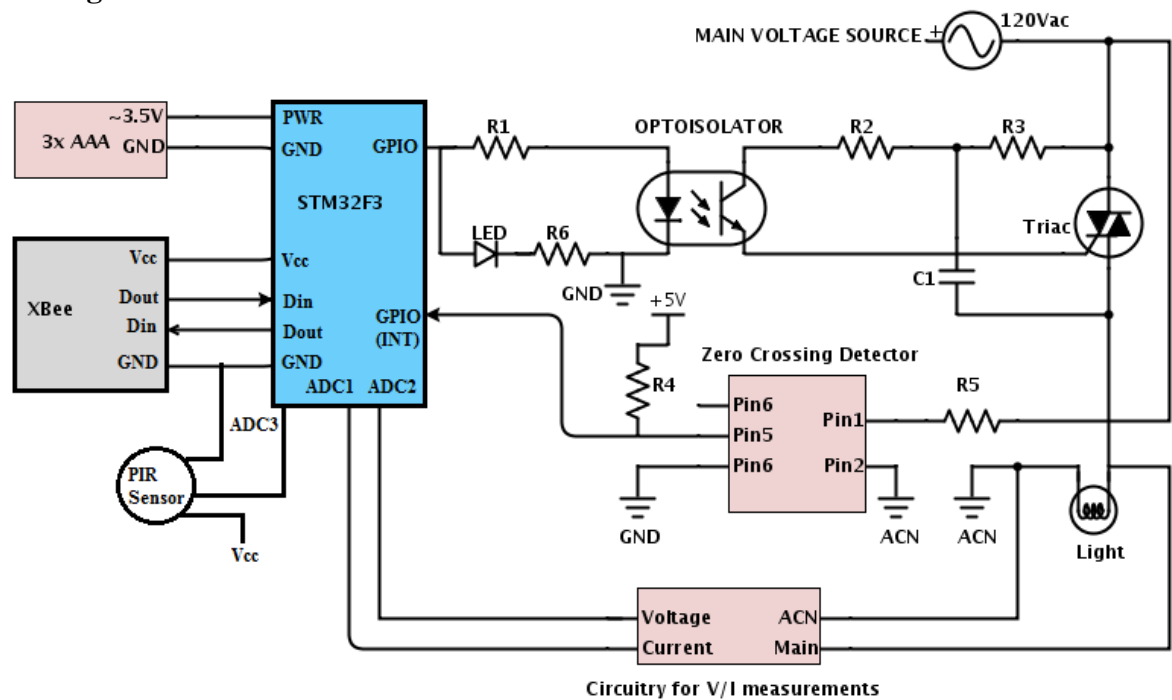 120Vac
MAIN VOLTAGE SOURCE +
~3.5V
3x AAA GND
PWR
GND
GPIO
STM32F3
R1
OPTOISOLATOR
R2
R3
Triac
LED
R6
GND
C1
+5V
XBee
Vcc
Dout
Din
GND
Vcc
Din
Dout
GND
GPIO
(INT)
ADC1 ADC2
ADC3
PIR
Sensor
Vcc
R4
Zero Crossing Detector
Pin6
Pin5
Pin6
Pin1
Pin2
R5
GND
ACN
ACN
Light
Voltage
Current
ACN
Main
Circuitry for V/I measurements